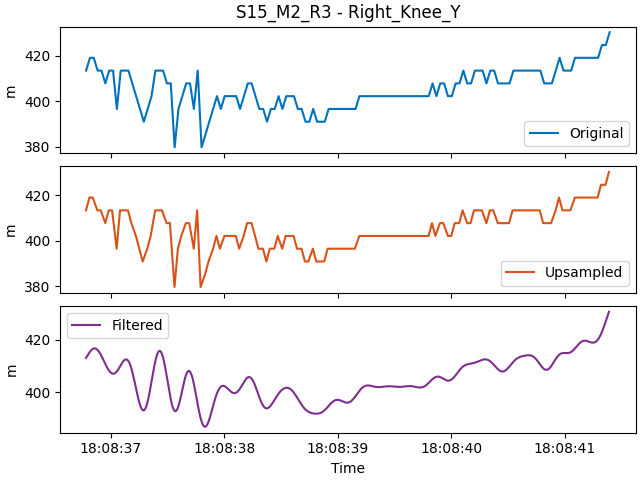 S15_M2_R3 - Right_Knee_Y
420
400
380
m
Original
420
400
380
m
Upsampled
420
400
m
Filtered
18:08:37 18:08:38 18:08:39 18:08:40 18:08:41
Time